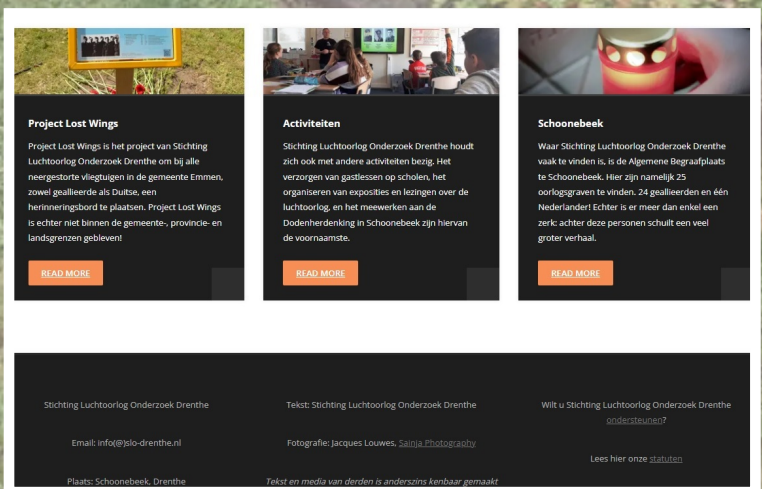 Project Lost Wings
Project Lost Wings is het project van Stichting
Luchtoorlog Onderzoek Drenthe om bij alle
neergestorte vliegtuigen in de gemeente Emmen,
zowel geallieerde als Duitse, een
herinneringsbord te plaatsen. Project Lost Wings
is echter niet binnen de gemeente-, provincie- en
landsgrenzen gebleven!
READ MORE
Activiteiten
Stichting Luchtoorlog Onderzoek Drenthe houdt
zich ook met andere activiteiten bezig. Het
verzorgen van gastlessen op scholen, het
organiseren van exposities en lezingen over de
luchtoorlog, en het meewerken aan de
Dodenherdenking in Schoonebeek zijn hiervan
de voornaamste.
READ MORE
Schoonebeek
Waar Stichting Luchtoorlog Onderzoek Drenthe
vaak te vinden is, is de Algemene Begraafplaats
te Schoonebeek. Hier zijn namelijk 25
oorlogsgraven te vinden. 24 geallieerden en één
Nederlander! Echter is er meer dan enkel een
zerk: achter deze personen schuilt een veel
groter verhaal.
READ MORE
Stichting Luchtoorlog Onderzoek Drenthe
Email: info(@)slo-drenthe.nl
Plaats: Schoonebeek, Drenthe
Tekst: Stichting Luchtoorlog Onderzoek Drenthe
Fotografie: Jacques Louwes, Sainja Photography
Tekst en media van derden is anderszins kenbaar gemaakt
Wilt u Stichting Luchtoorlog Onderzoek Drenthe
ondersteunen?
Lees hier onze statuten